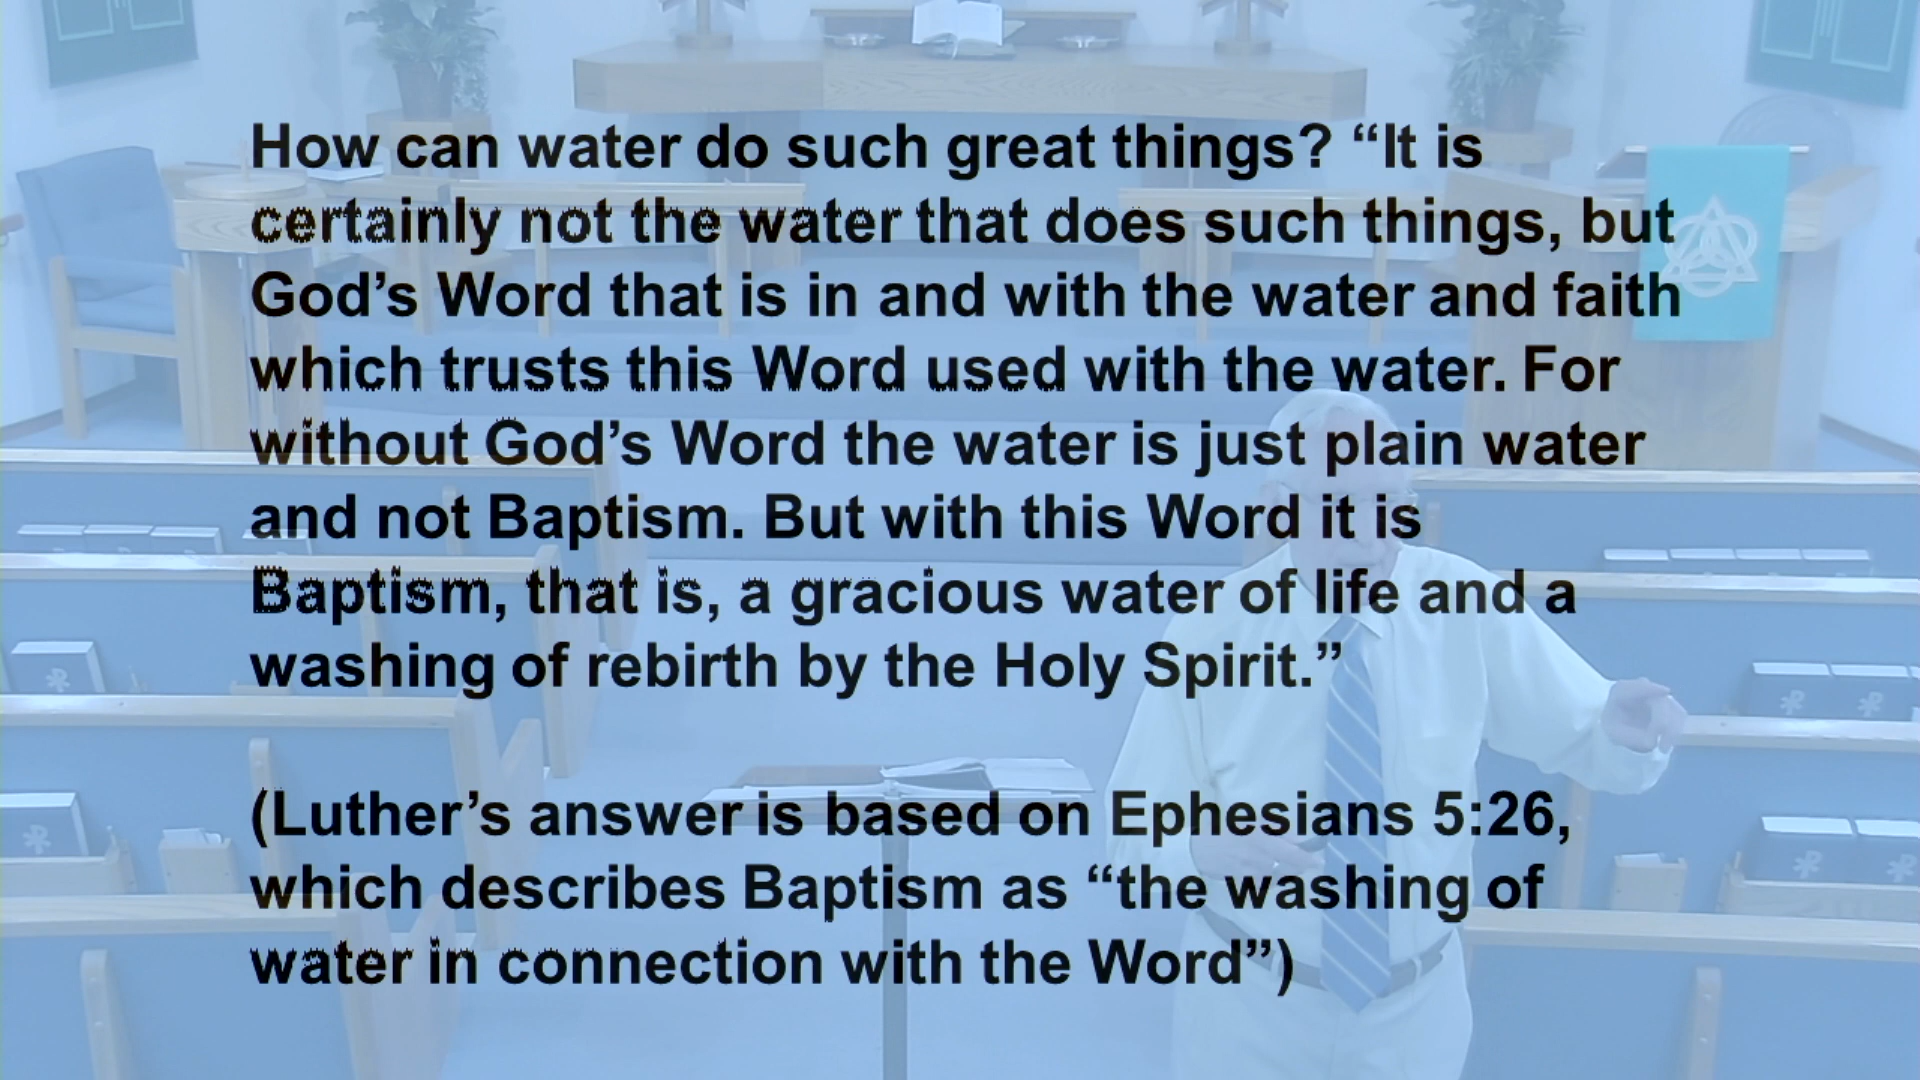 How can water do such great things? “It is
certainly not the water that does such things, but
God’s Word that is in and with the water and faith
which trusts this Word used with the water. For
without God’s Word the water is just plain water
and not Baptism. But with this Word it is
Baptism, that is, a gracious water of life and a
washing of rebirth by the Holy Spirit.”
(Luther’s answer is based on Ephesians 5:26,
which describes Baptism as “the washing of
water in connection with the Word”)